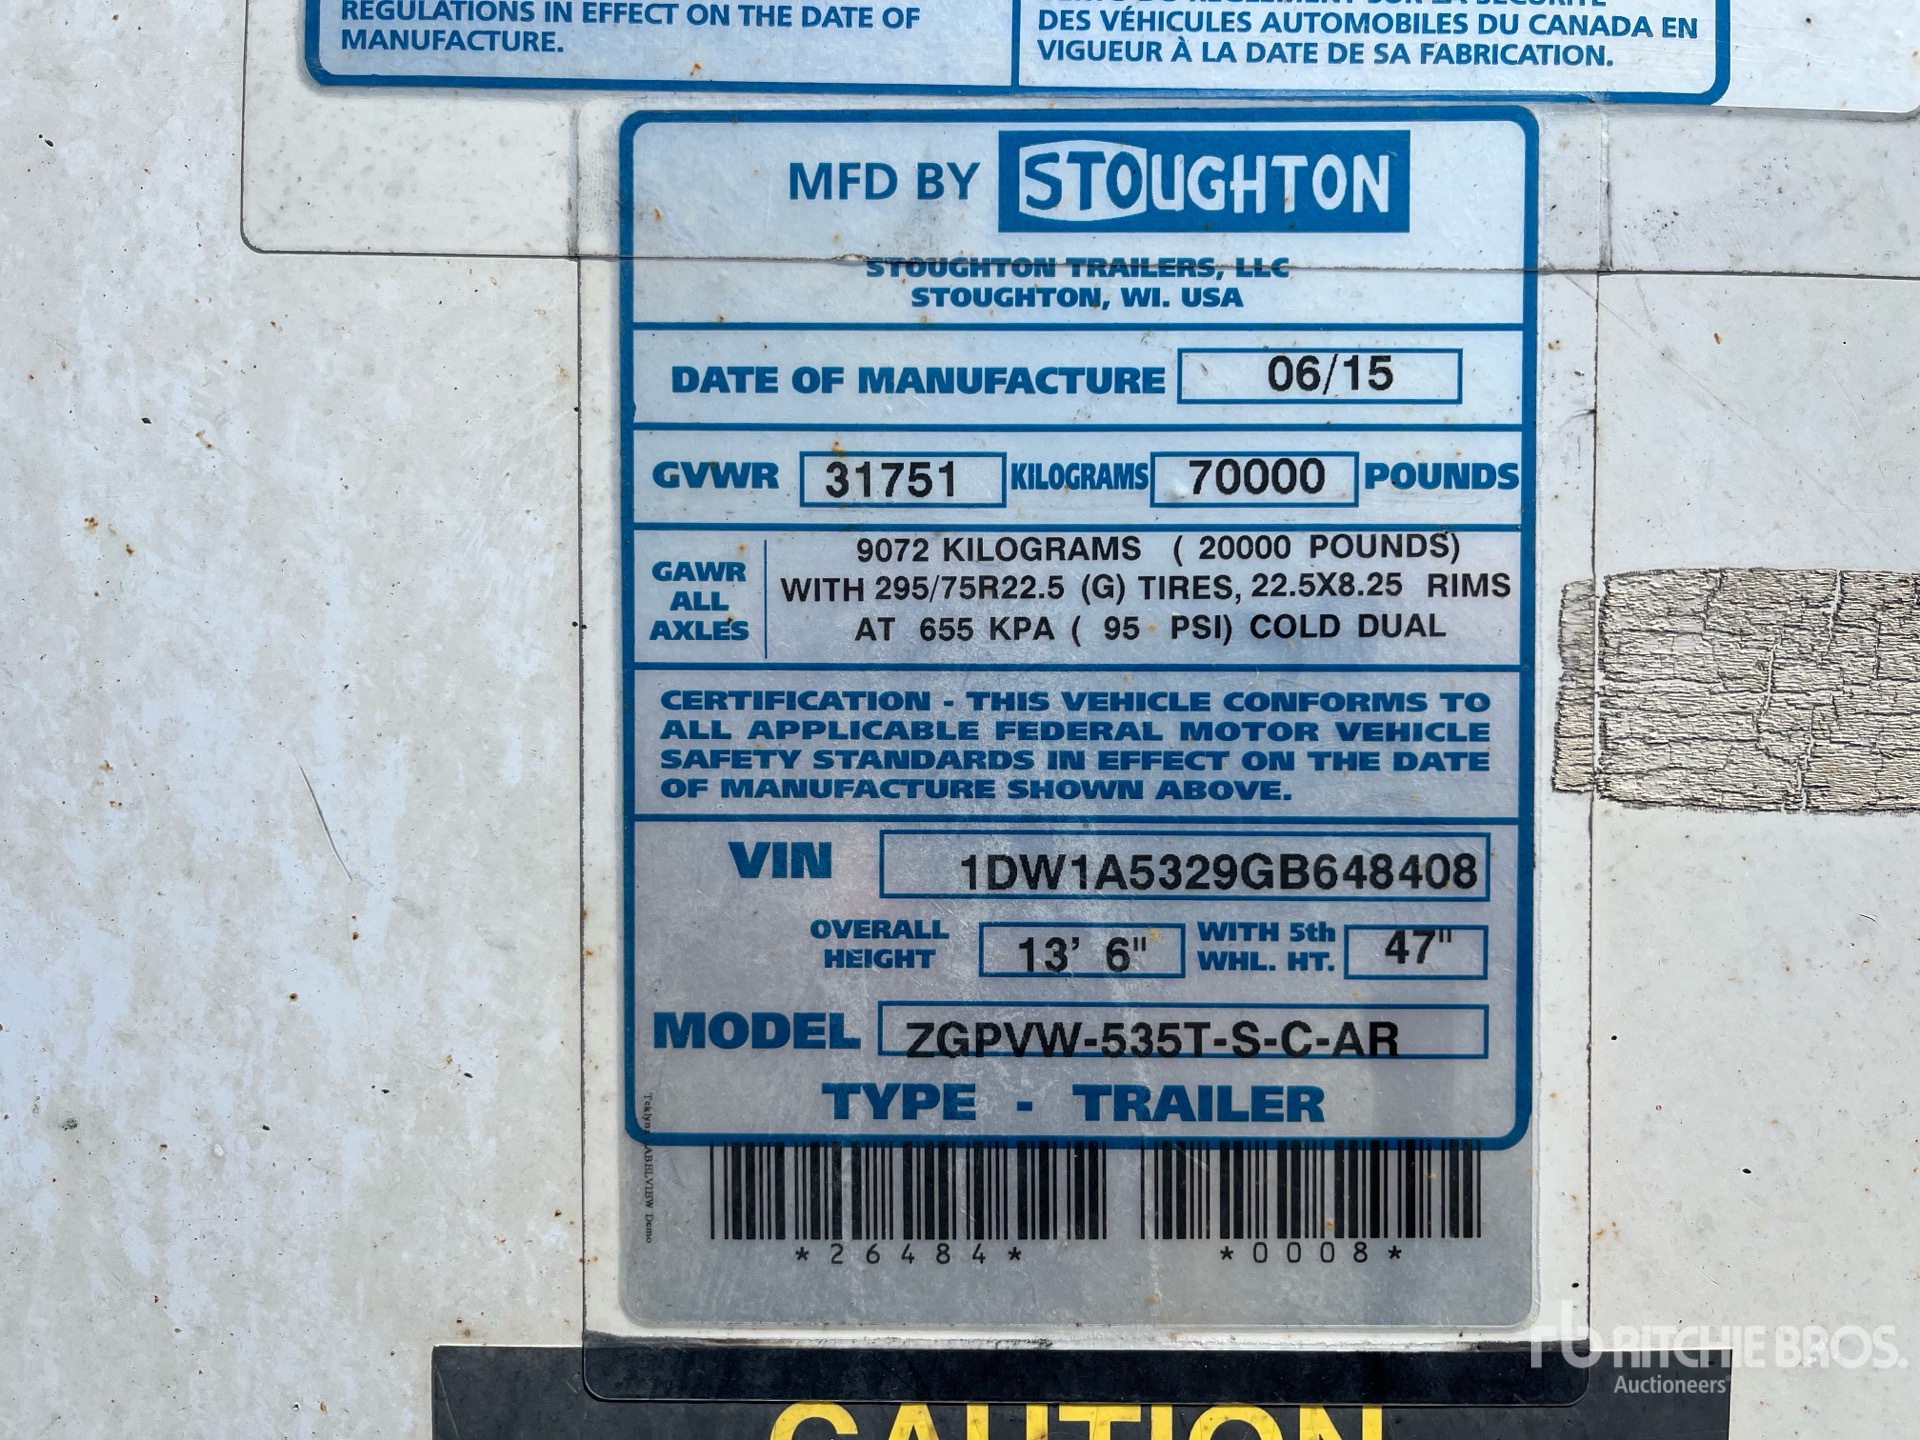 REGULATIONS IN EFFECT ON THE DATE OF
MANUFACTURE.
DES VÉHICULES AUTOMOBILES DU CANADA EN
VIGUEUR À LA DATE DE SA FABRICATION.
MFD BY STOUGHTON
STOUGHTON TRAILERS, LLC
STOUGHTON, WI. USA
DATE OF MANUFACTURE 06/15
GVWR 31751 KILOGRAMS 70000 POUNDS
GAWR ALL AXLES
9072 KILOGRAMS ( 20000 POUNDS)
WITH 295/75R22.5 (G) TIRES, 22.5X8.25 RIMS
AT 655 KPA ( 95 PSI) COLD DUAL
CERTIFICATION - THIS VEHICLE CONFORMS TO
ALL APPLICABLE FEDERAL MOTOR VEHICLE
SAFETY STANDARDS IN EFFECT ON THE DATE
OF MANUFACTURE SHOWN ABOVE.
VIN 1DW1A5329GB648408
OVERALL HEIGHT 13' 6" WITH 5th WHL. HT. 47"
MODEL ZGPVW-535T-S-C-AR
TYPE - TRAILER
*26484* *0008*
Demo
CAUTION
rb RITCHIE BROS.
Auctioneers